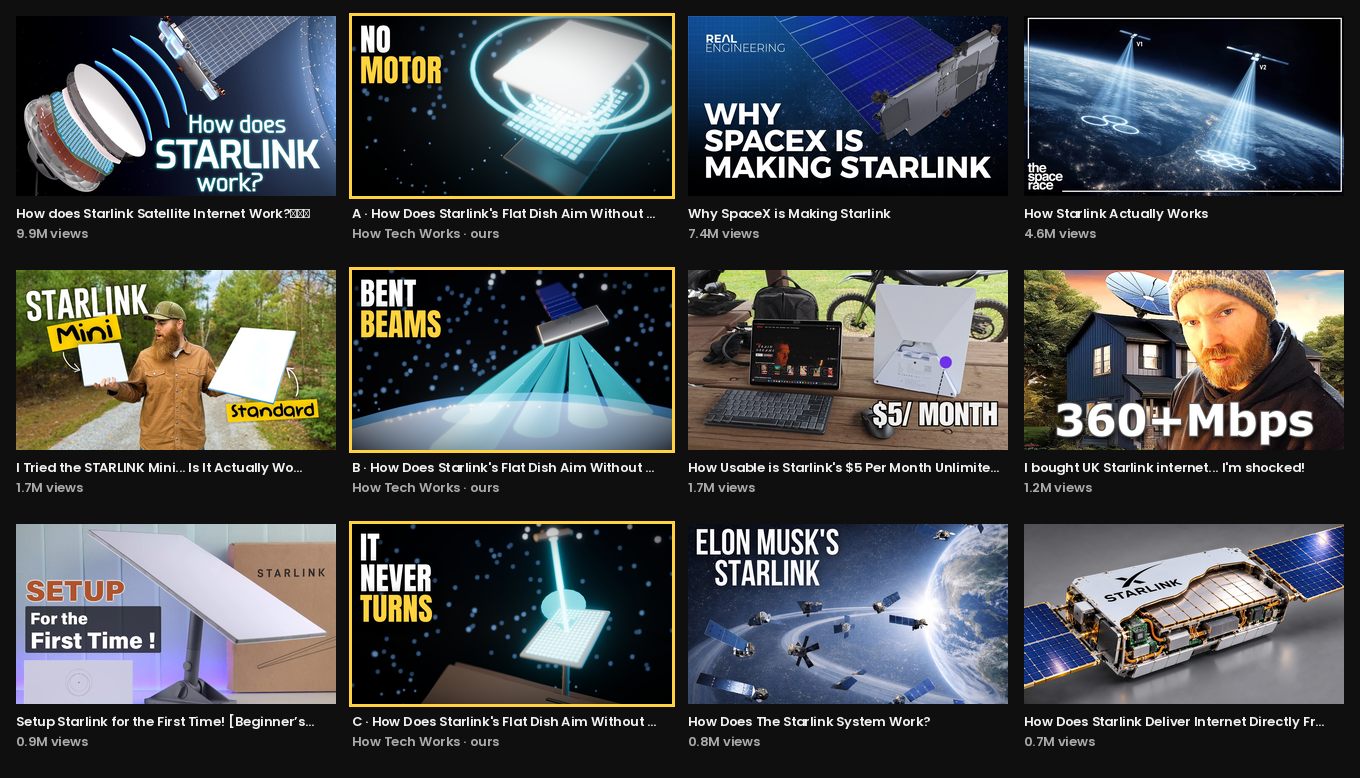 How does
STARLINK
work?
How does Starlink Satellite Internet Work?
9.9M views
NO
MOTOR
A · How Does Starlink's Flat Dish Aim Without ...
How Tech Works · ours
REAL
ENGINEERING
WHY
SPACEX IS
MAKING STARLINK
Why SpaceX is Making Starlink
7.4M views
V1
V2
the
space
race
How Starlink Actually Works
4.6M views
STARLINK
Mini
Standard
I Tried the STARLINK Mini... Is It Actually Wo...
1.7M views
BENT
BEAMS
B · How Does Starlink's Flat Dish Aim Without ...
How Tech Works · ours
$5/ MONTH
How Usable is Starlink's $5 Per Month Unlimite...
1.7M views
360+Mbps
I bought UK Starlink internet... I'm shocked!
1.2M views
STARLINK
SETUP
For the
First Time !
Setup Starlink for the First Time! [Beginner's...
0.9M views
IT
NEVER
TURNS
C · How Does Starlink's Flat Dish Aim Without ...
How Tech Works · ours
ELON MUSK'S
STARLINK
How Does The Starlink System Work?
0.8M views
STARLINK
How Does Starlink Deliver Internet Directly Fr...
0.7M views